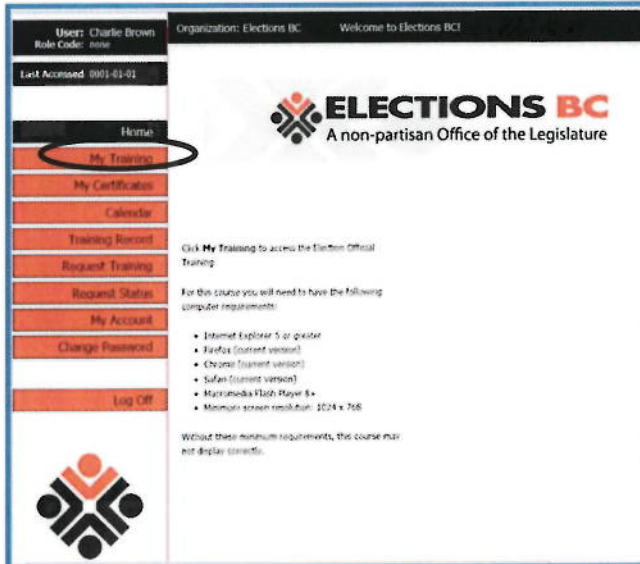 User: Charlie Brown
Role Code: none
Last Accessed 0001-01-01
Organization: Elections BC Welcome to Elections BC!
Home
My Training
My Certificates
Calendar
Training Record
Request Training
Request Status
My Account
Change Password
Log Off
ELECTIONS BC
A non-partisan Office of the Legislature
Click My Training to access the Election Official
Training.
For this course you will need to have the following
computer requirements:
• Internet Explorer 5 or greater
• Firefox (current version)
• Chrome (current version)
• Safari (current version)
• Macromedia Flash Player 6+
• Minimum screen resolution: 1024 x 768
Without these minimum requirements, this course may
not display correctly.